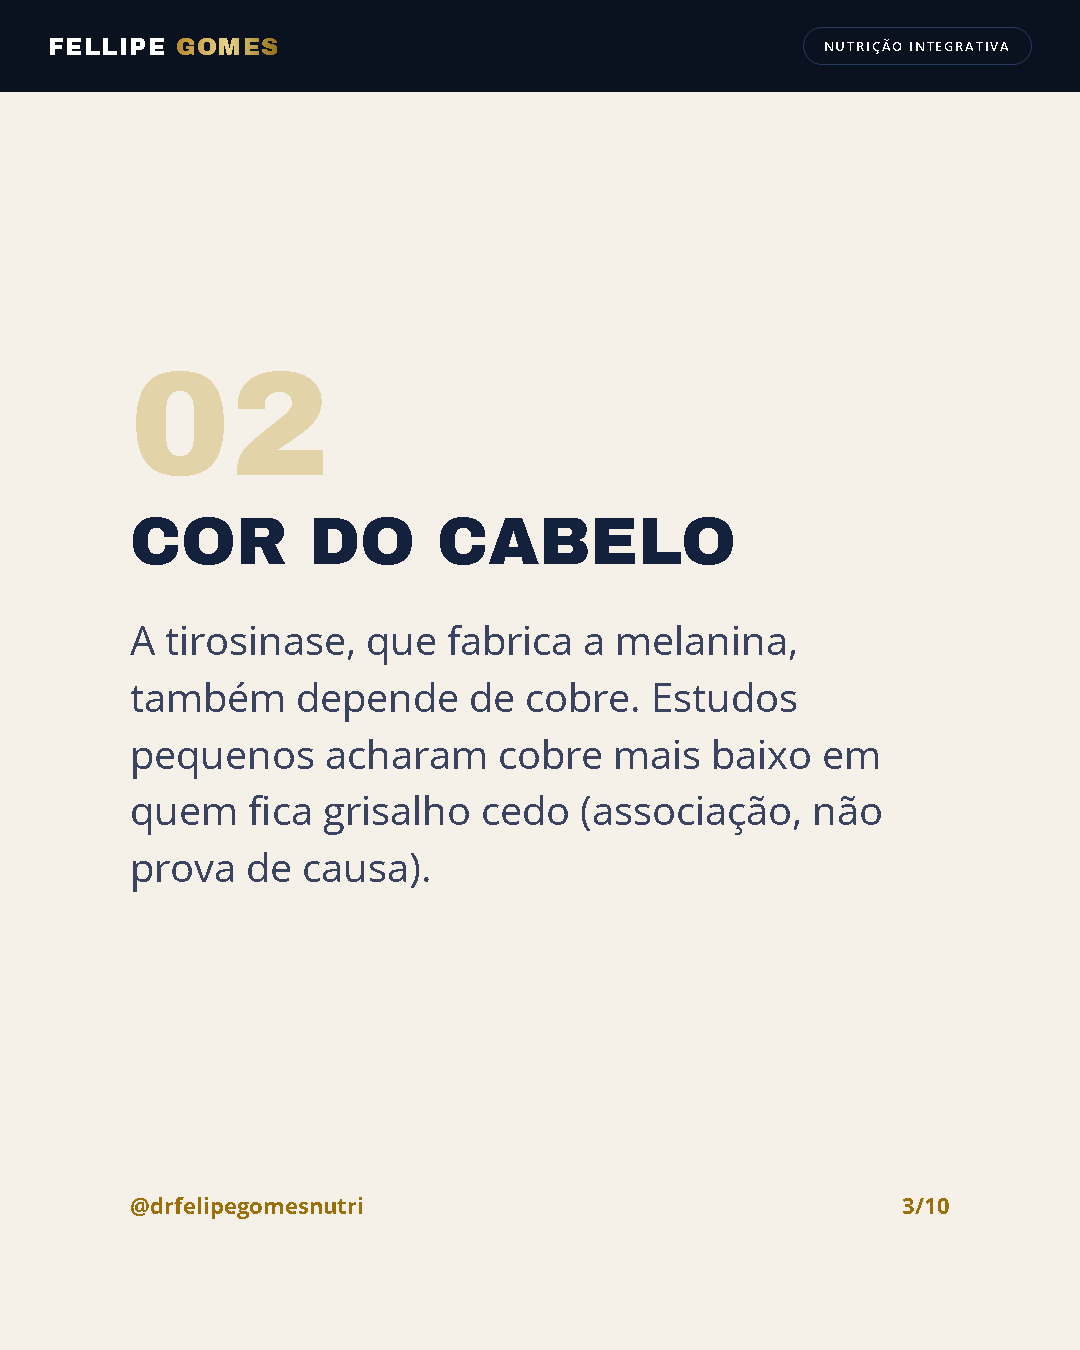 FELLIPE GOMES
NUTRIÇÃO INTEGRATIVA
02
COR DO CABELO
A tirosinase, que fabrica a melanina,
também depende de cobre. Estudos
pequenos acharam cobre mais baixo em
quem fica grisalho cedo (associação, não
prova de causa).
@drfelipegomesnutri
3/10